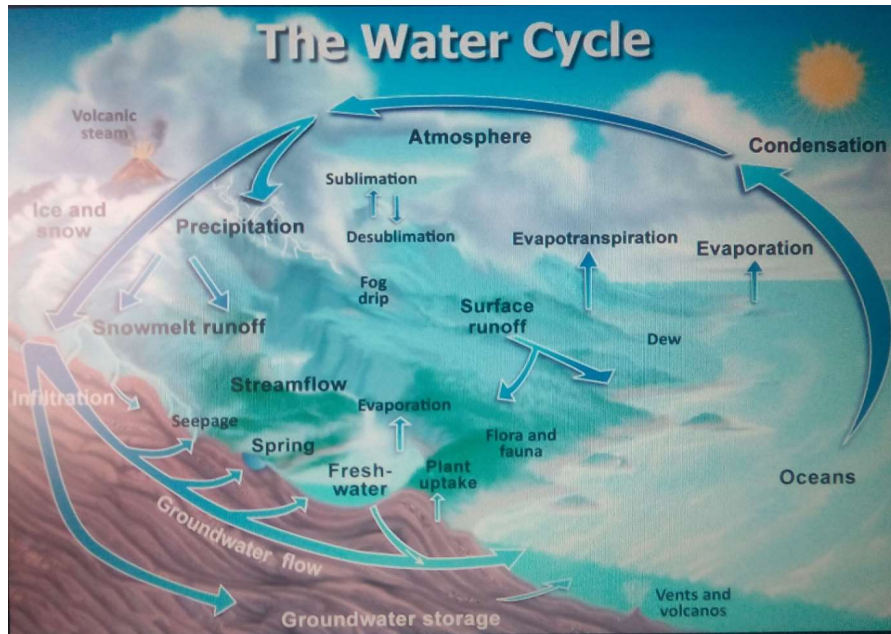 The Water Cycle
Volcanic
steam
Atmosphere
Condensation
Sublimation
Ice and
snow
Precipitation
Desublimation
Evapotranspiration
Evaporation
Fog
drip
Surface
runoff
Snowmelt runoff
Dew
Streamflow
Infiltration
Evaporation
Seepage
Spring
Flora and
fauna
Fresh-
water
Plant
uptake
Oceans
Groundwater flow
Vents and
volcanos
Groundwater storage